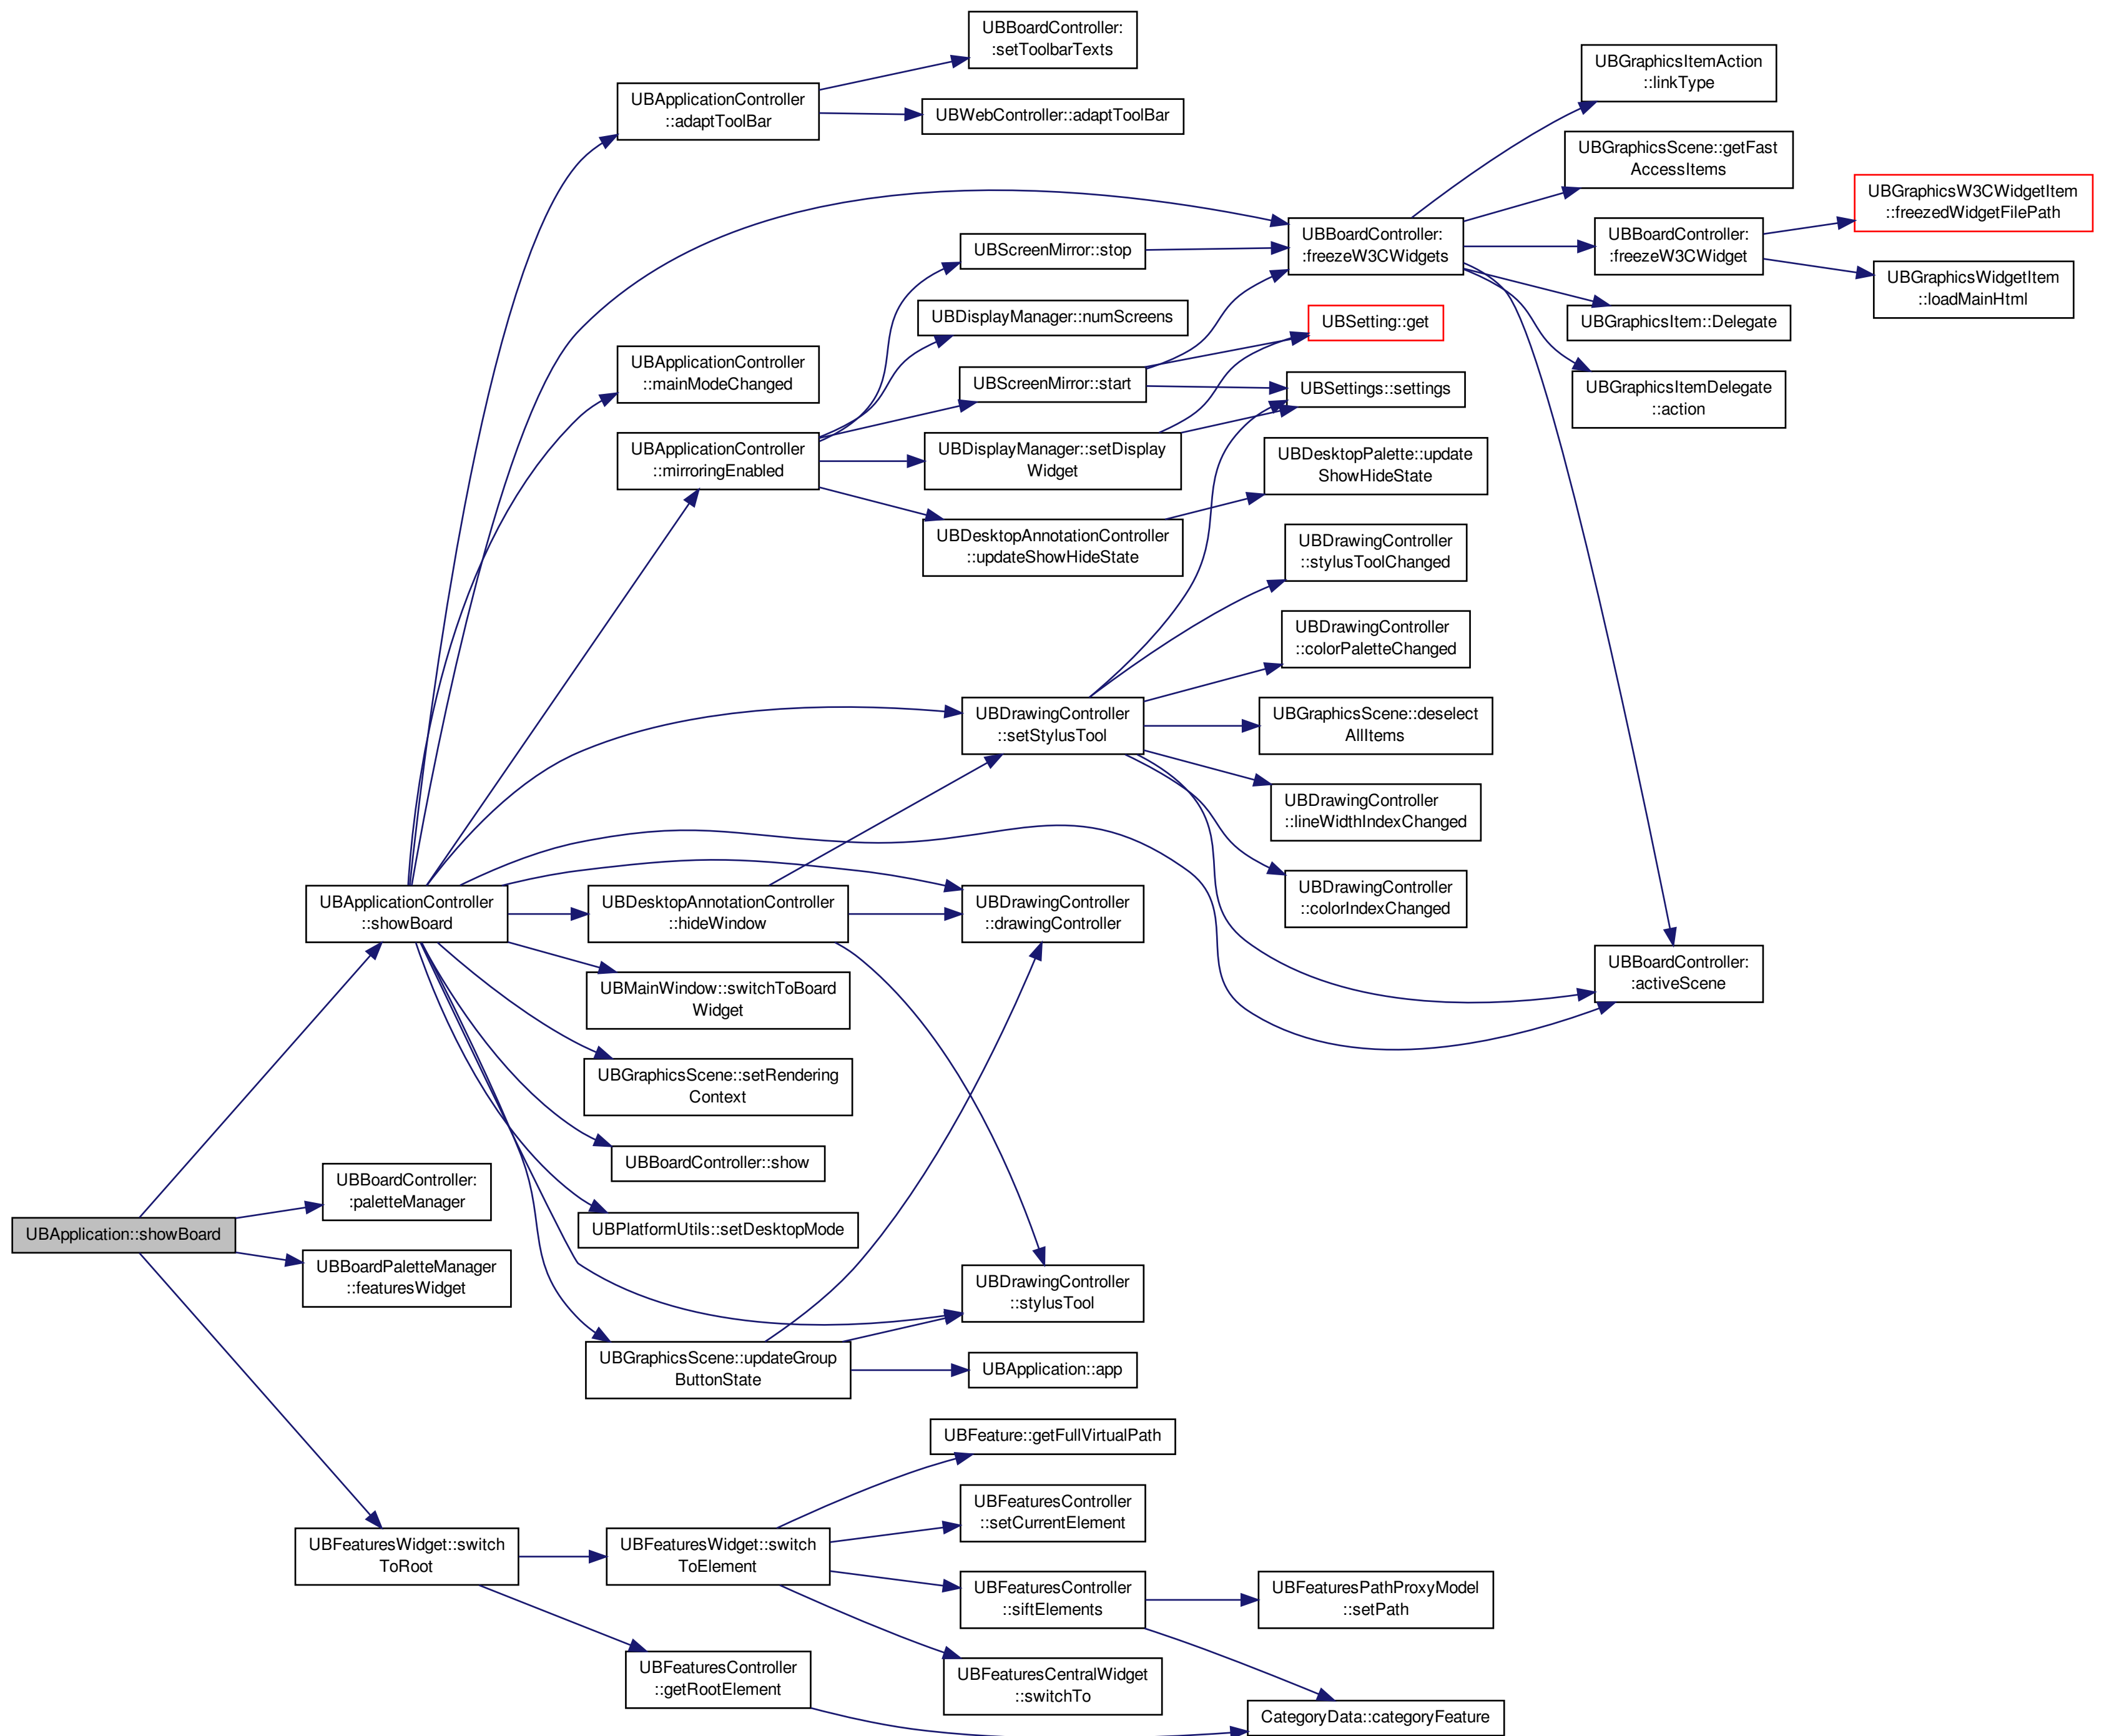 UBBoardController:
:setToolbarTexts
UBApplicationController
::adaptToolBar
UBWebController::adaptToolBar
UBGraphicsItemAction
::linkType
UBGraphicsScene::getFast
AccessItems
UBGraphicsW3CWidgetItem
::freezedWidgetFilePath
UBBoardController:
:freezeW3CWidgets
UBBoardController:
:freezeW3CWidget
UBScreenMirror::stop
UBGraphicsWidgetItem
::loadMainHtml
UBDisplayManager::numScreens
UBSetting::get
UBGraphicsItem::Delegate
UBApplicationController
::mainModeChanged
UBScreenMirror::start
UBSettings::settings
UBGraphicsItemDelegate
::action
UBApplicationController
::mirroringEnabled
UBDisplayManager::setDisplay
Widget
UBDesktopPalette::update
ShowHideState
UBDesktopAnnotationController
::updateShowHideState
UBDrawingController
::stylusToolChanged
UBDrawingController
::colorPaletteChanged
UBDrawingController
::setStylusTool
UBGraphicsScene::deselect
AllItems
UBDrawingController
::lineWidthIndexChanged
UBDrawingController
::colorIndexChanged
UBApplicationController
::showBoard
UBDesktopAnnotationController
::hideWindow
UBDrawingController
::drawingController
UBBoardController:
:activeScene
UBMainWindow::switchToBoard
Widget
UBGraphicsScene::setRendering
Context
UBBoardController::show
UBBoardController:
:paletteManager
UBApplication::showBoard
UBPlatformUtils::setDesktopMode
UBBoardPaletteManager
::featuresWidget
UBDrawingController
::stylusTool
UBGraphicsScene::updateGroup
ButtonState
UBApplication::app
UBFeature::getFullVirtualPath
UBFeaturesController
::setCurrentElement
UBFeaturesWidget::switch
ToRoot
UBFeaturesWidget::switch
ToElement
UBFeaturesController
::siftElements
UBFeaturesPathProxyModel
::setPath
UBFeaturesController
::getRootElement
UBFeaturesCentralWidget
::switchTo
CategoryData::categoryFeature